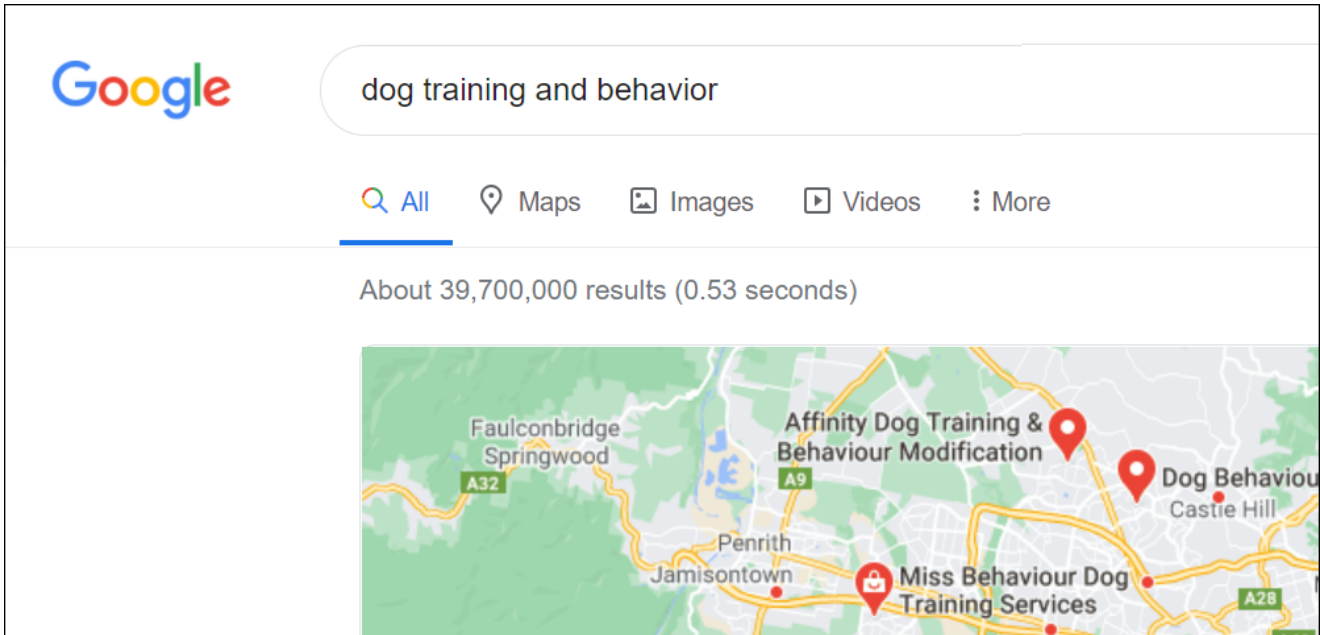 Google
dog training and behavior
All Maps Images Videos More
About 39,700,000 results (0.53 seconds)
Faulconbridge
Springwood
A32
Affinity Dog Training &
Behaviour Modification
A9
Dog Behaviou
Castle Hill
Penrith
Jamisontown
Miss Behaviour Dog
Training Services
A28